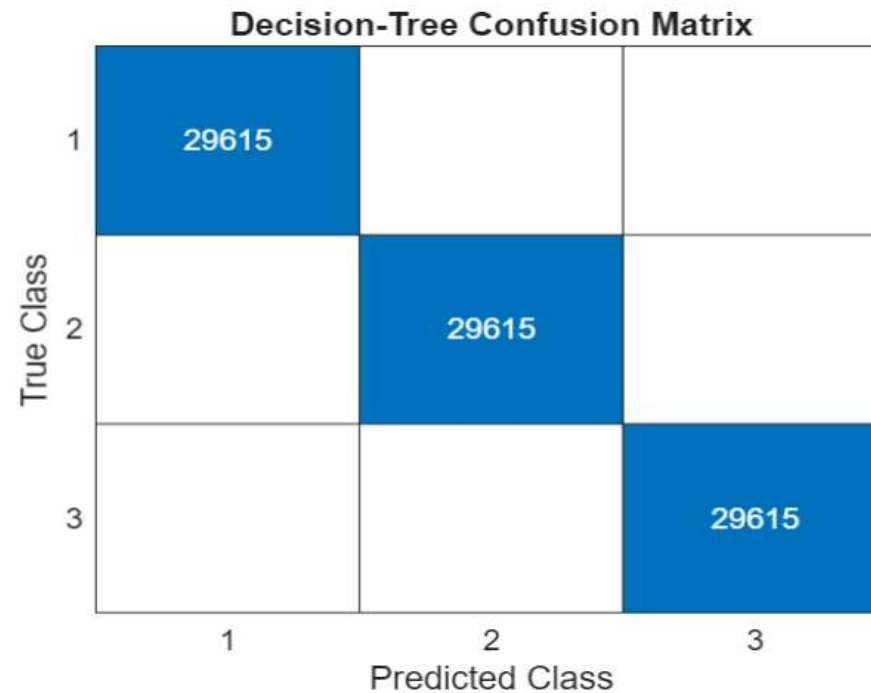 Decision-Tree Confusion Matrix
True Class
1
29615
2
29615
3
29615
1 2 3
Predicted Class